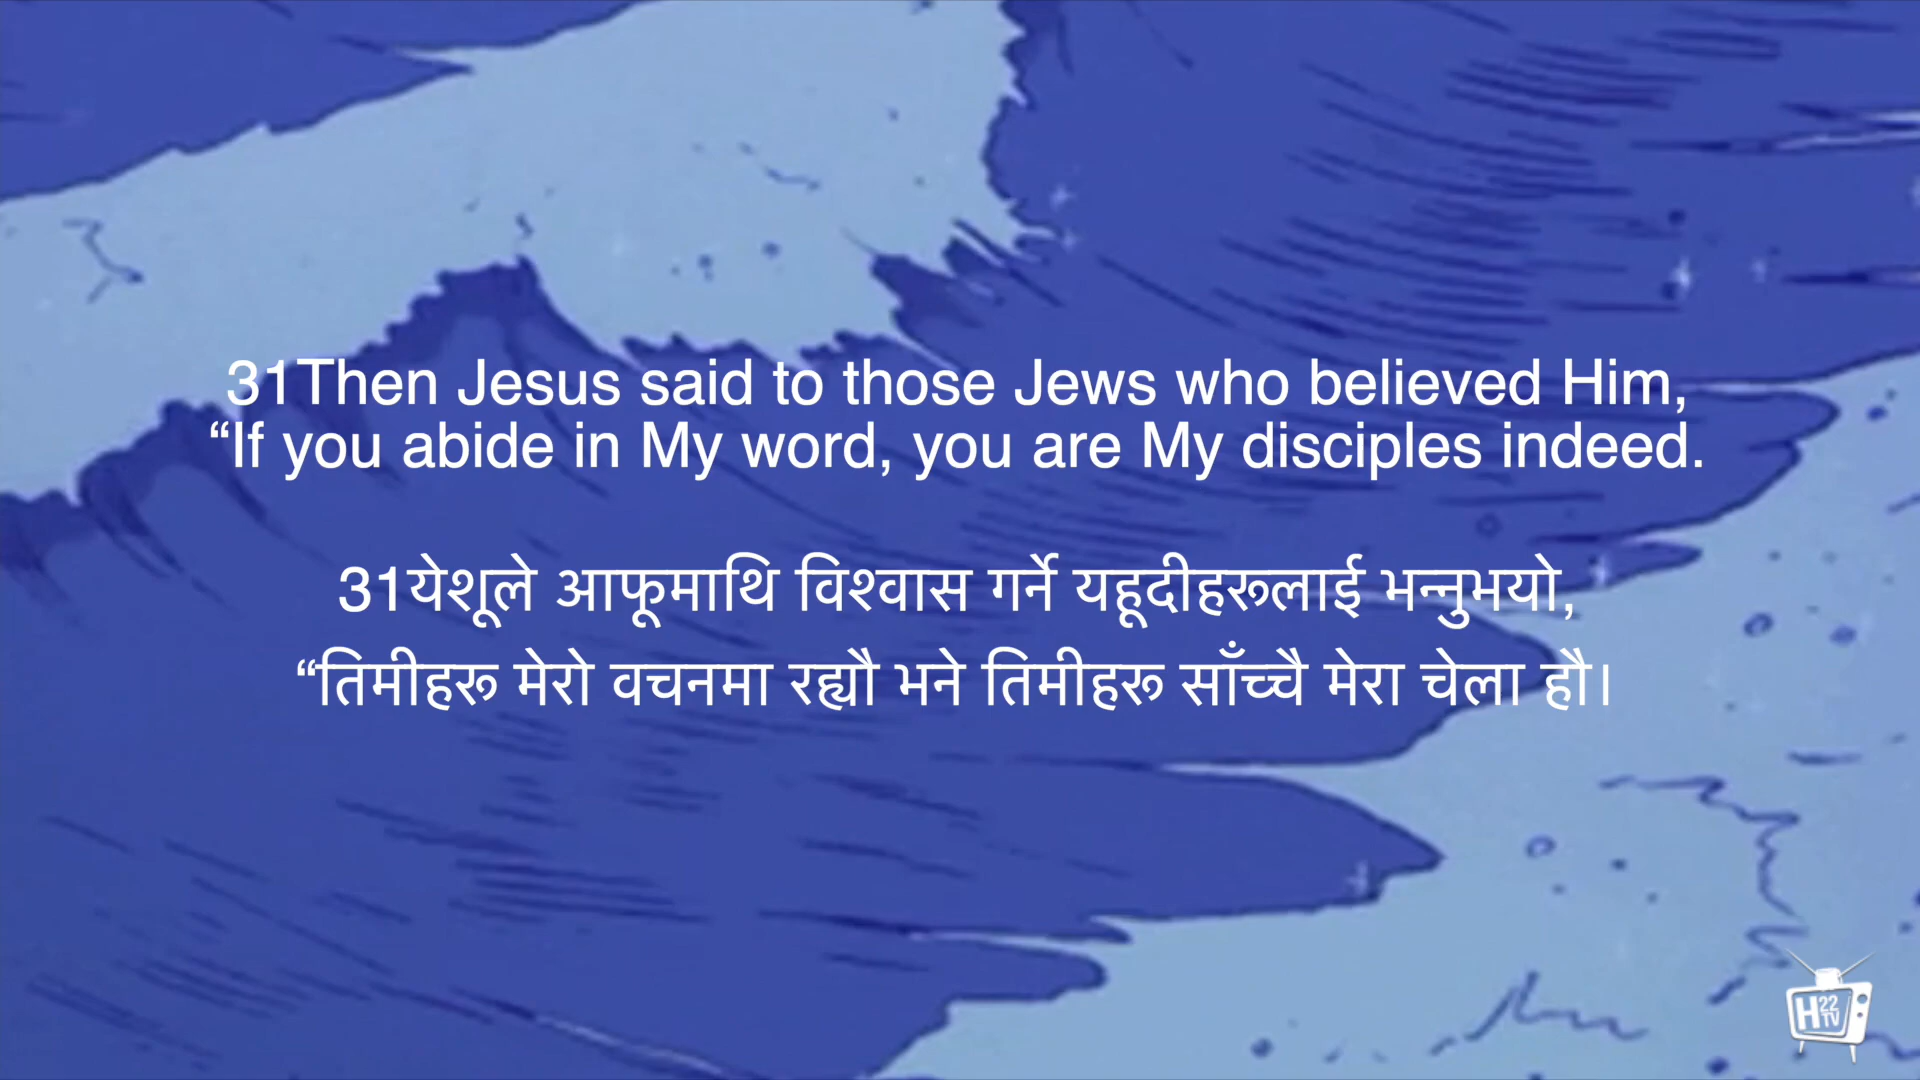 31Then Jesus said to those Jews who believed Him,
“If you abide in My word, you are My disciples indeed.
31येशूले आफूमाथि विश्वास गर्ने यहूदीहरूलाई भन्नुभयो,
“तिमीहरू मेरो वचनमा रह्यौ भने तिमीहरू साँच्चै मेरा चेला हौ।
H22TV